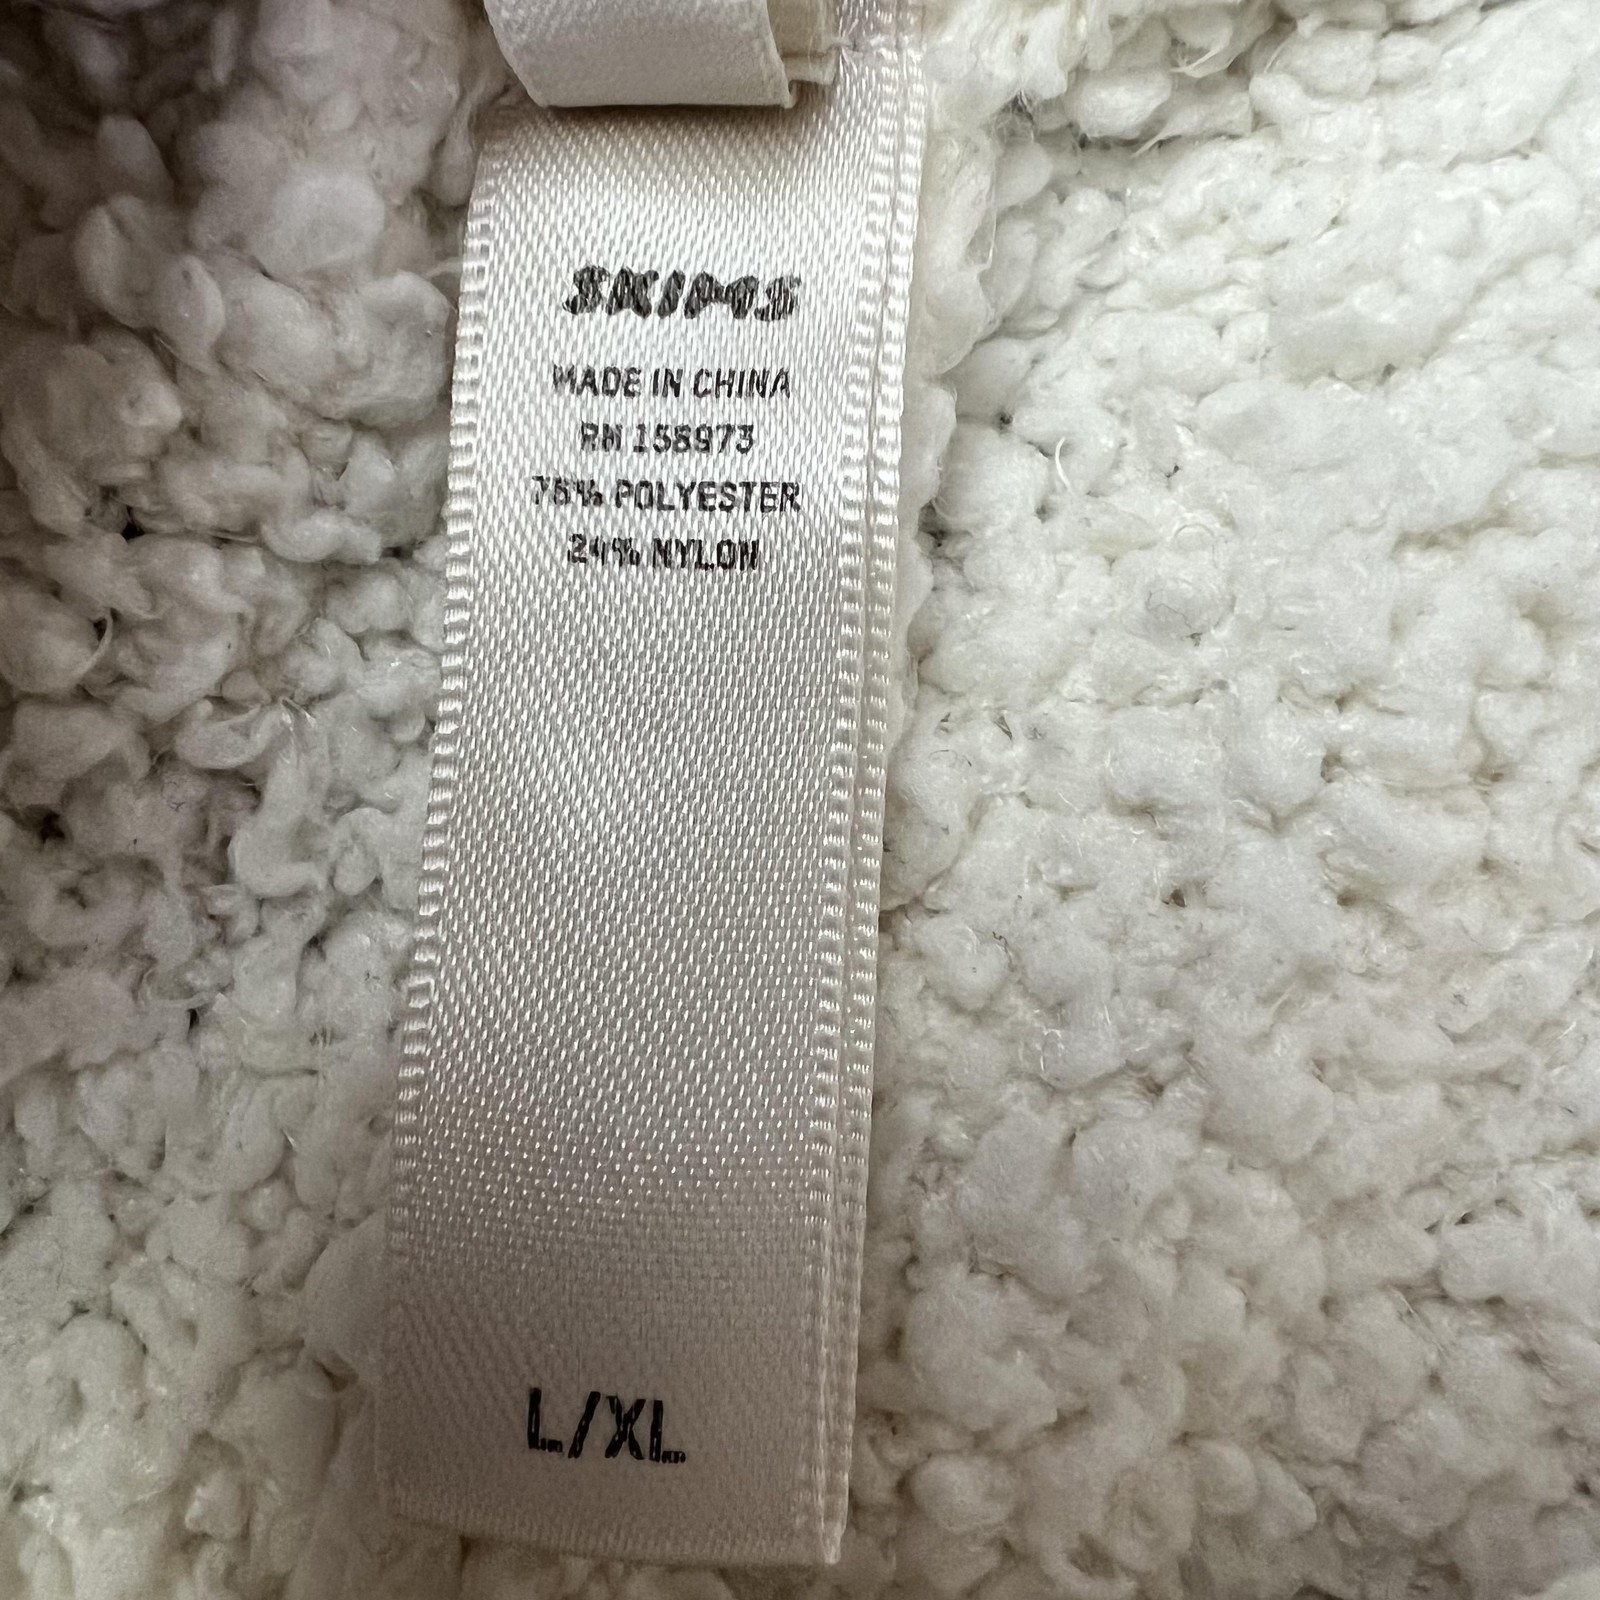 SKIMS
MADE IN CHINA
RN 158973
76% POLYESTER
24% NYLON
L/XL